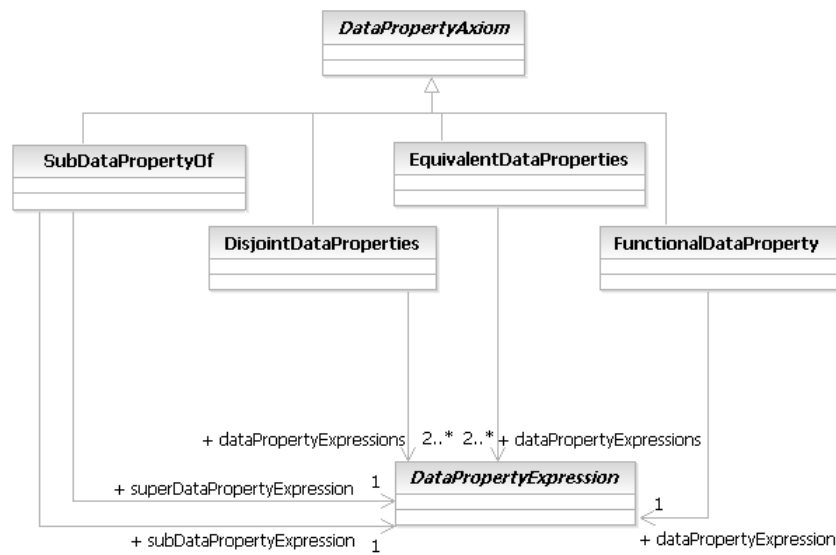 DataPropertyAxiom
SubDataPropertyOf
EquivalentDataProperties
DisjointDataProperties
FunctionalDataProperty
+ dataPropertyExpressions 2..* 2..* + dataPropertyExpressions
+ superDataPropertyExpression 1
DataPropertyExpression
1
+ subDataPropertyExpression 1
+ dataPropertyExpression